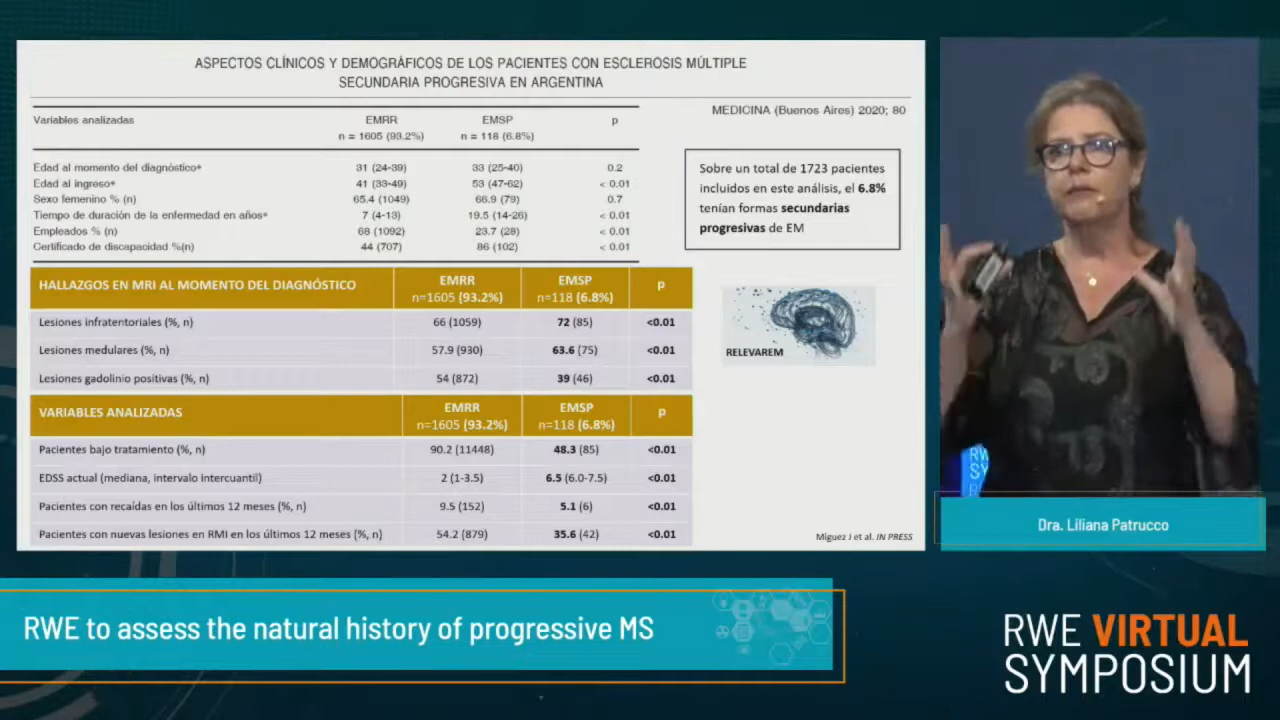 ASPECTOS CLÍNICOS Y DEMOGRÁFICOS DE LOS PACIENTES CON ESCLEROSIS MÚLTIPLE
SECUNDARIA PROGRESIVA EN ARGENTINA
MEDICINA (Buenos Aires) 2020; 80
Variables analizadas EMRR EMSP p
n = 1605 (93.2%) n = 118 (6.8%)
Edad al momento del diagnóstico* 31 (24-39) 33 (25-40) 0.2
Edad al ingreso* 41 (33-49) 53 (47-62) < 0.01
Sexo femenino % (n) 65.4 (1049) 66.9 (79) 0.7
Tiempo de duración de la enfermedad en años* 7 (4-13) 19.5 (14-26) < 0.01
Empleados % (n) 68 (1092) 23.7 (28) < 0.01
Certificado de discapacidad %(n) 44 (707) 86 (102) < 0.01
Sobre un total de 1723 pacientes
incluidos en este análisis, el 6.8%
tenían formas secundarias
progresivas de EM
HALLAZGOS EN MRI AL MOMENTO DEL DIAGNÓSTICO EMRR EMSP P
n=1605 (93.2%) n=118 (6.8%)
Lesiones infratentoriales (%, n) 66 (1059) 72 (85) <0.01
Lesiones medulares (%, n) 57.9 (930) 63.6 (75) <0.01
Lesiones gadolinio positivas (%, n) 54 (872) 39 (46) <0.01
RELEVAREM
VARIABLES ANALIZADAS EMRR EMSP P
n=1605 (93.2%) n=118 (6.8%)
Pacientes bajo tratamiento (%, n) 90.2 (11448) 48.3 (85) <0.01
EDSS actual (mediana, intervalo intercuantil) 2 (1-3.5) 6.5 (6.0-7.5) <0.01
Pacientes con recaídas en los últimos 12 meses (%, n) 9.5 (152) 5.1 (6) <0.01
Pacientes con nuevas lesiones en RMI en los últimos 12 meses (%, n) 54.2 (879) 35.6 (42) <0.01
Miguez J et al. IN PRESS
RW
SY
Dra. Liliana Patrucco
RWE to assess the natural history of progressive MS
RWE VIRTUAL
SYMPOSIUM